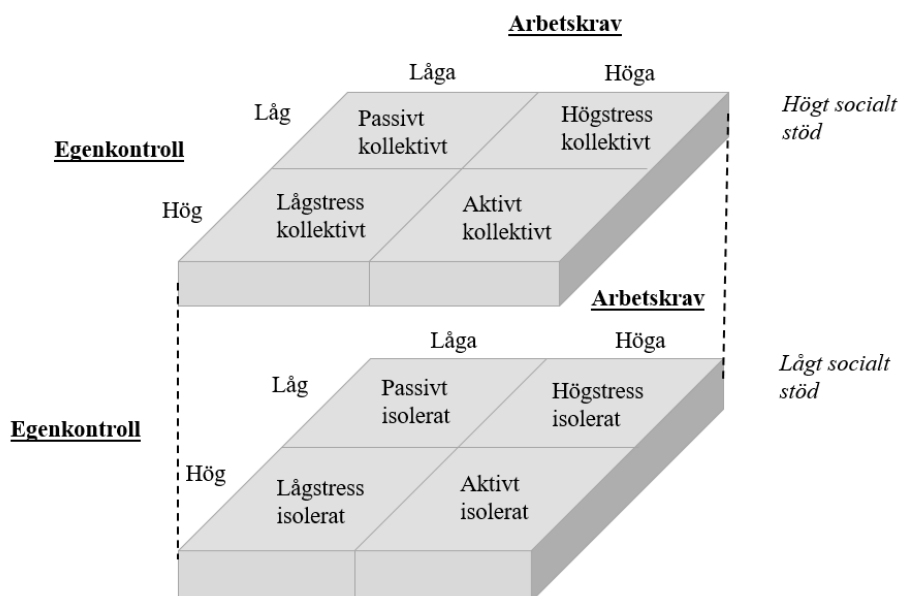 Arbetskrav
Låga
Höga
Låg
Passivt
kollektivt
Högstress
kollektivt
Högt socialt
stöd
Egenkontroll
Hög
Lågstress
kollektivt
Aktivt
kollektivt
Arbetskrav
Låga
Höga
Låg
Passivt
isolerat
Högstress
isolerat
Lågt socialt
stöd
Egenkontroll
Hög
Lågstress
isolerat
Aktivt
isolerat